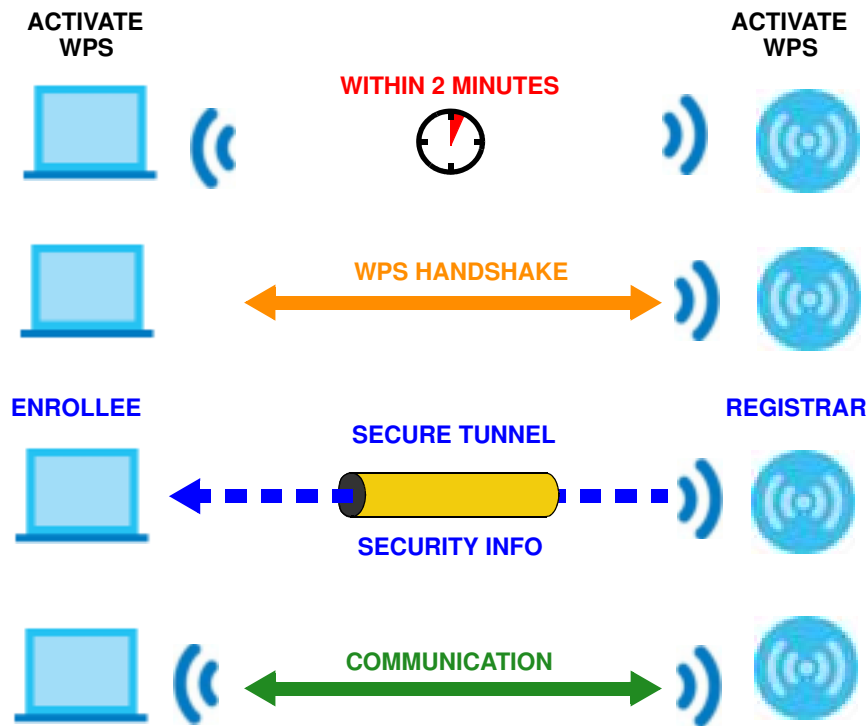 ACTIVATE
WPS
ACTIVATE
WPS
WITHIN 2 MINUTES
WPS HANDSHAKE
ENROLLEE
REGISTRAR
SECURE TUNNEL
SECURITY INFO
COMMUNICATION